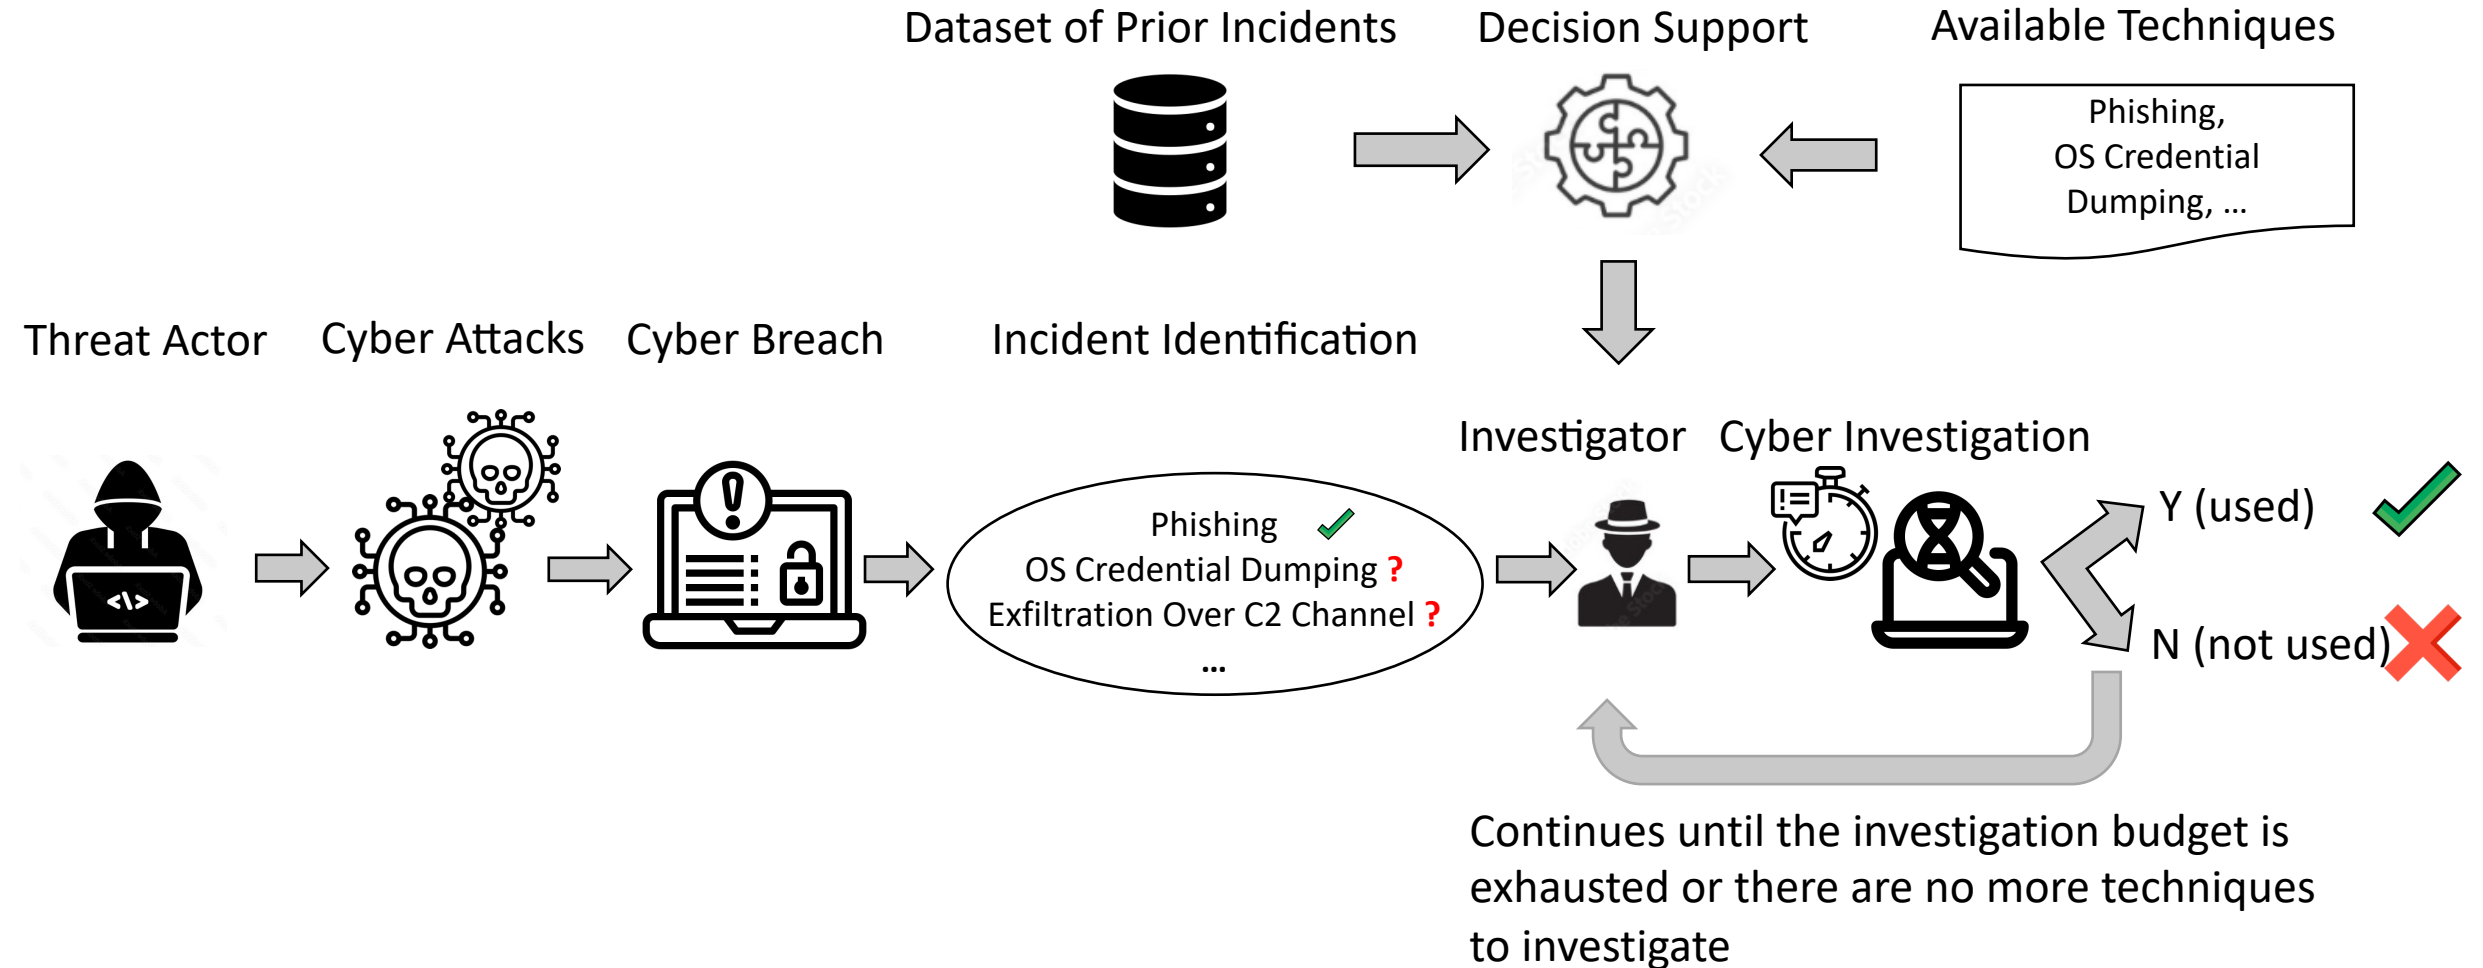 Dataset of Prior Incidents
Decision Support
Available Techniques
Phishing,
OS Credential
Dumping, ...
Threat Actor
Cyber Attacks
Cyber Breach
Incident Identification
Investigator
Cyber Investigation
Phishing
OS Credential Dumping ?
Exfiltration Over C2 Channel ?
...
</>
Y (used)
N (not used)
Continues until the investigation budget is
exhausted or there are no more techniques
to investigate